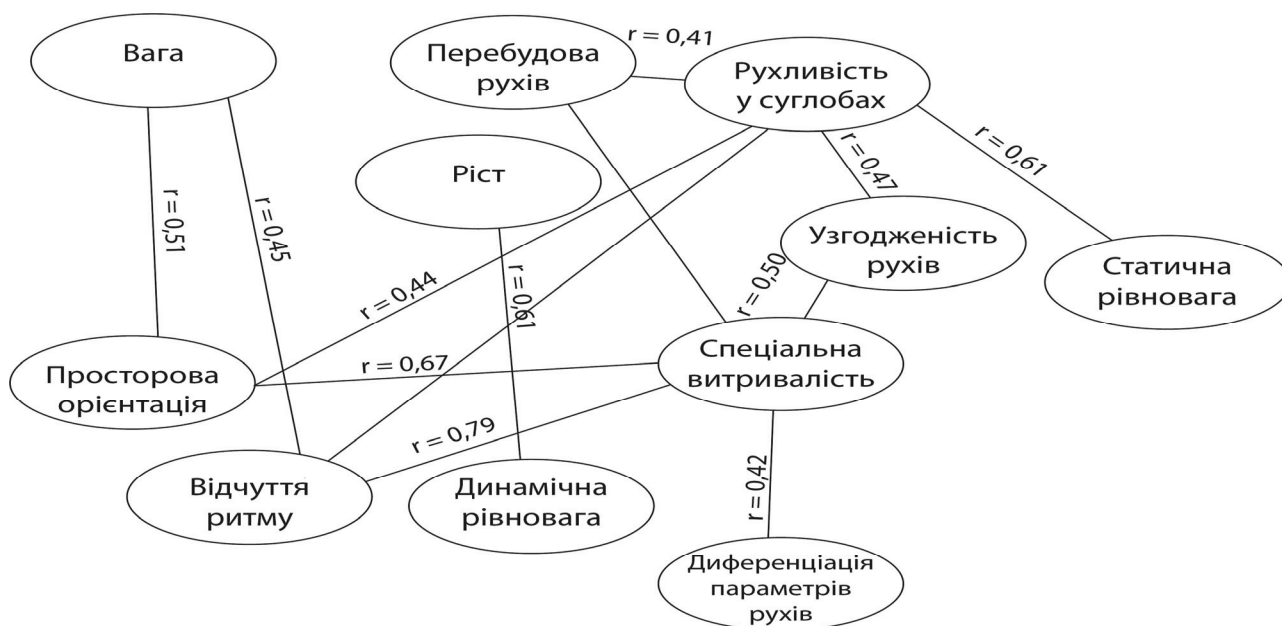 Вага
Перебудова
рухів
r = 0,41
Рухливість
у суглобах
Ріст
r = 0,47
r = 0,61
r = 0,51
r = 0,45
Узгодженість
рухів
Статична
рівновага
r = 0,44
r = 0,61
r = 0,50
Просторова
орієнтація
r = 0,67
Спеціальна
витривалість
r = 0,79
Відчуття
ритму
Динамічна
рівновага
r = 0,42
Диференціація
параметрів
рухів